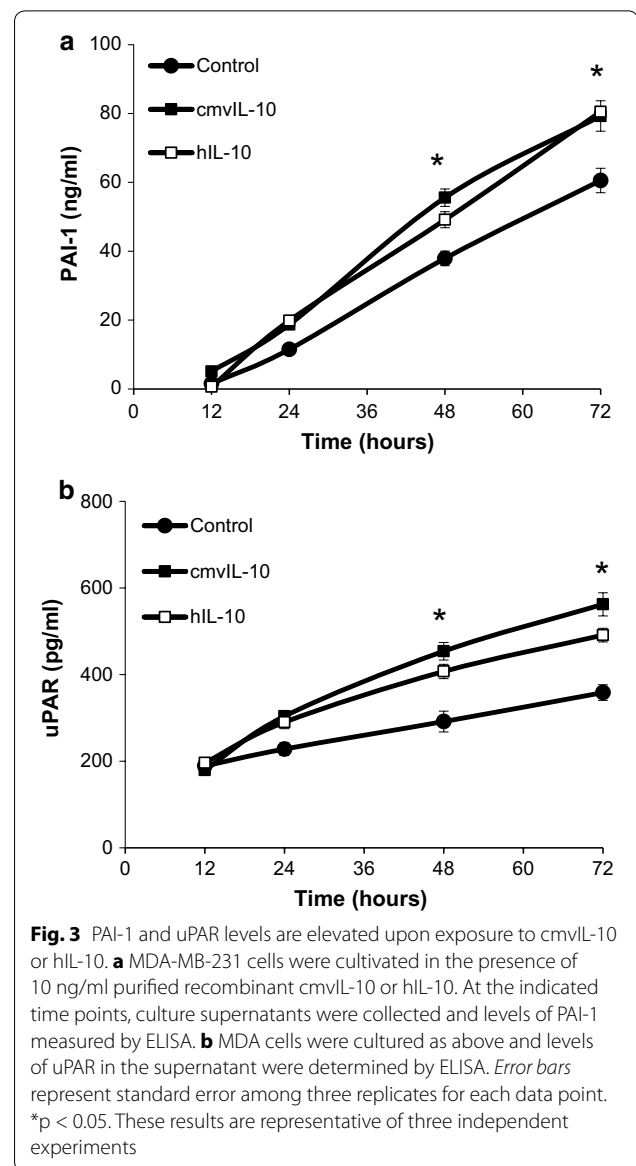 a
100
80
60
40
20
0
PAI-1 (ng/ml)
Control
cmvIL-10
hIL-10
*
*
0 12 24 36 48 60 72
Time (hours)
b
800
600
400
200
0
uPAR (pg/ml)
Control
cmvIL-10
hIL-10
*
*
0 12 24 36 48 60 72
Time (hours)
Fig. 3 PAI-1 and uPAR levels are elevated upon exposure to cmvIL-10
or hIL-10. a MDA-MB-231 cells were cultivated in the presence of
10 ng/ml purified recombinant cmvIL-10 or hIL-10. At the indicated
time points, culture supernatants were collected and levels of PAI-1
measured by ELISA. b MDA cells were cultured as above and levels
of uPAR in the supernatant were determined by ELISA. Error bars
represent standard error among three replicates for each data point.
*p < 0.05. These results are representative of three independent
experiments